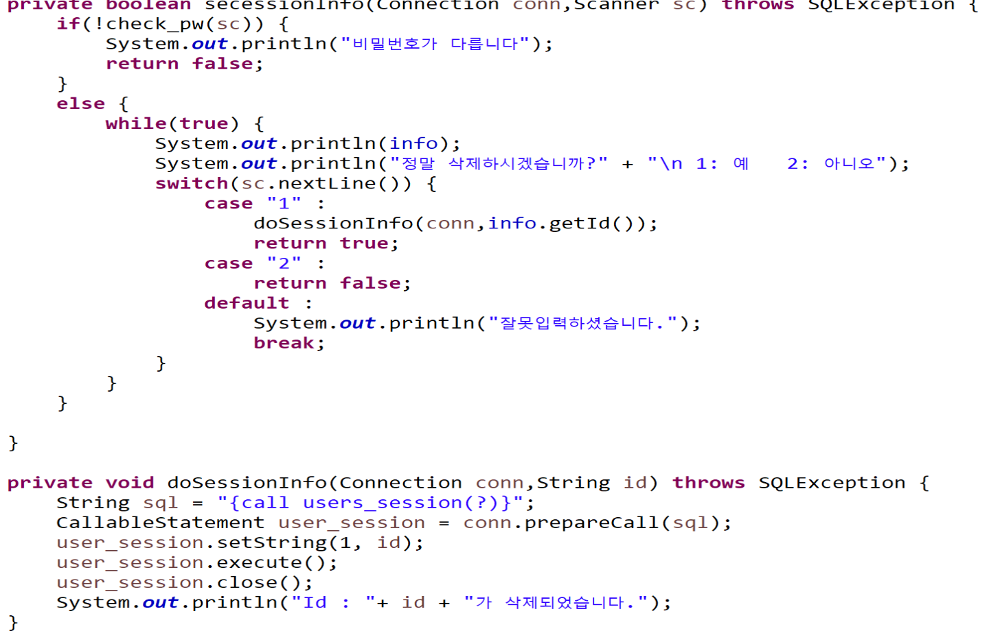 private boolean secessionInfo(Connection conn,Scanner sc) throws SQLException {
if(!check_pw(sc)) {
System.out.println("비밀번호가 다릅니다");
return false;
}
else {
while(true) {
System.out.println(info);
System.out.println("정말 삭제하시겠습니까?" + "\n 1: 예   2: 아니오");
switch(sc.nextLine()) {
case "1" :
doSessionInfo(conn,info.getId());
return true;
case "2" :
return false;
default :
System.out.println("잘못입력하셨습니다.");
break;
}
}
}
}
private void doSessionInfo(Connection conn,String id) throws SQLException {
String sql = "{call users_session(?)}";
CallableStatement user_session = conn.prepareCall(sql);
user_session.setString(1, id);
user_session.execute();
user_session.close();
System.out.println("Id : "+ id + "가 삭제되었습니다.");
}